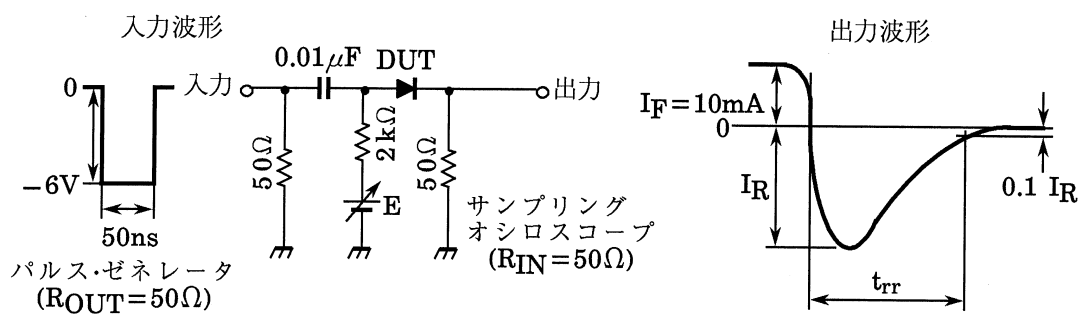 入力波形
0
−6V
50ns
パルス・ゼネレータ
(ROUT=50Ω)
入力
0.01μF
DUT
出力
50Ω
2kΩ
E
50Ω
サンプリング
オシロスコープ
(RIN=50Ω)
出力波形
IF=10mA
0
IR
0.1 IR
trr